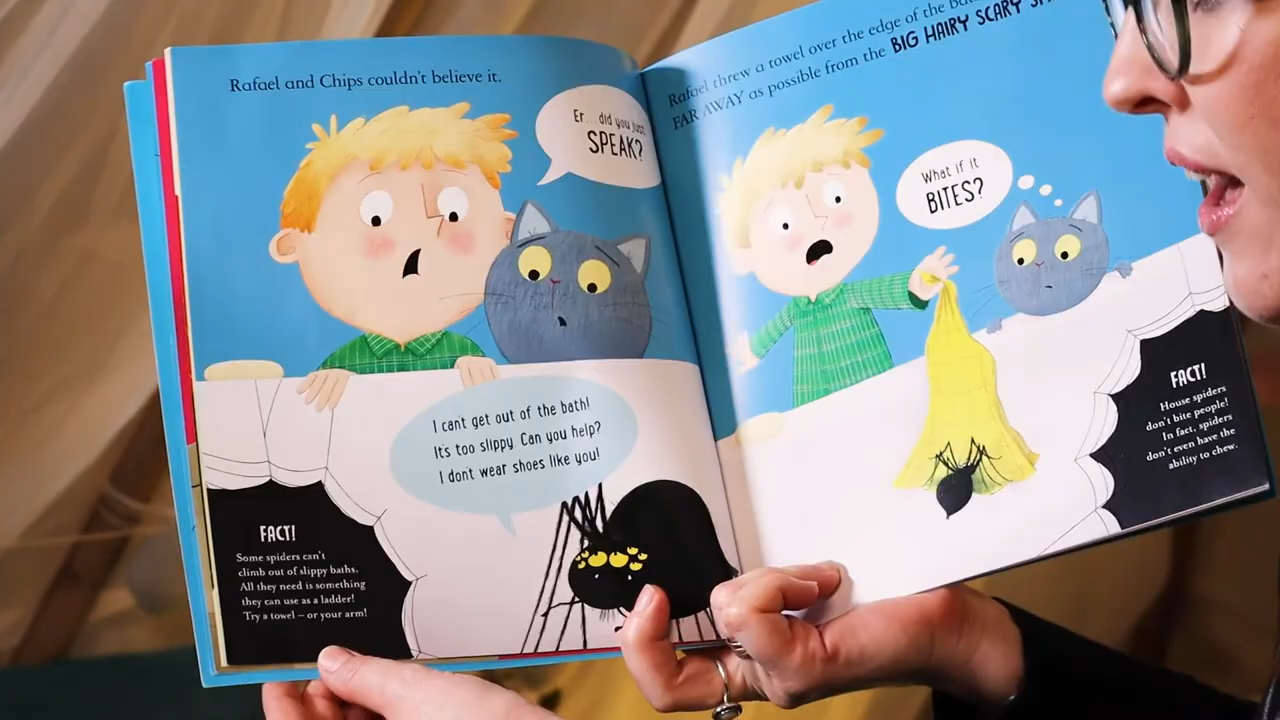 Rafael and Chips couldn't believe it.
Er...did you just
SPEAK?
I can't get out of the bath!
It's too slippy. Can you help?
I don't wear shoes like you!
FACT!
Some spiders can't
climb out of slippy baths.
All they need is something
they can use as a ladder!
Try a towel – or your arm!
Rafael threw a towel over the edge of the
FAR AWAY as possible from the BIG HAIRY SCARY
What if it
BITES?
FACT!
House spiders
don't bite people!
In fact, spiders
don't even have the
ability to chew.